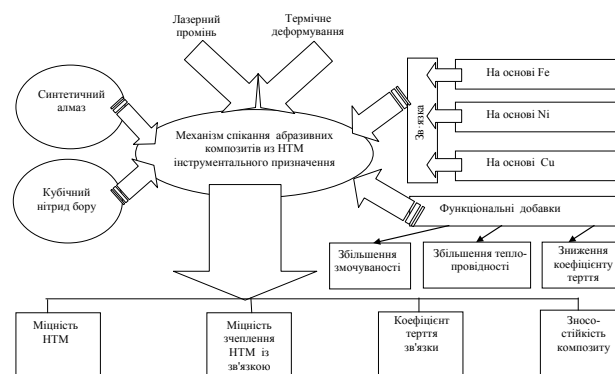 Лазерний
промінь
Термічне
деформування
Синтетичний
алмаз
Кубічний
нітрид бору
Механізм спікання абразивних
композитів из НТМ
інструментального призначення
Зв'язка
На основі Fe
На основі Ni
На основі Cu
Функціональні добавки
Збільшення
змочуваності
Збільшення тепло-
провідності
Зниження
коефіцієнту
тертя
Міцність
НТМ
Міцність
зчеплення
НТМ із
зв'язкою
Коефіцієнт
тертя
зв'язки
Зносо-
стійкість
композиту